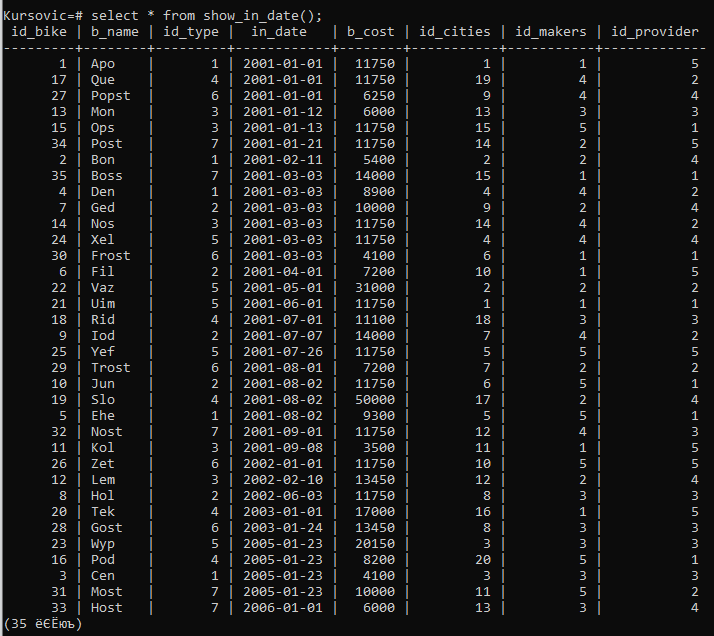 Kursovic=# select * from show_in_date();
 id_bike | b_name | id_type |  in_date   | b_cost | id_cities | id_makers | id_provider
---------+--------+---------+------------+--------+-----------+-----------+-------------
       1 | Apo    |       1 | 2001-01-01 |  11750 |         1 |         1 |           5
      17 | Que    |       4 | 2001-01-01 |  11750 |        19 |         4 |           2
      27 | Popst  |       6 | 2001-01-01 |   6250 |         9 |         4 |           4
      13 | Mon    |       3 | 2001-01-12 |   6000 |        13 |         3 |           3
      15 | Ops    |       3 | 2001-01-13 |  11750 |        15 |         5 |           1
      34 | Post   |       7 | 2001-01-21 |  11750 |        14 |         2 |           5
       2 | Bon    |       1 | 2001-02-11 |   5400 |         2 |         2 |           4
      35 | Boss   |       7 | 2001-03-03 |  14000 |        15 |         1 |           1
       4 | Den    |       1 | 2001-03-03 |   8900 |         4 |         4 |           2
       7 | Ged    |       2 | 2001-03-03 |  10000 |         9 |         2 |           4
      14 | Nos    |       3 | 2001-03-03 |  11750 |        14 |         4 |           2
      24 | Xel    |       5 | 2001-03-03 |  11750 |         4 |         4 |           4
      30 | Frost  |       6 | 2001-03-03 |   4100 |         6 |         1 |           1
       6 | Fil    |       2 | 2001-04-01 |   7200 |        10 |         1 |           5
      22 | Vaz    |       5 | 2001-05-01 |  31000 |         2 |         2 |           2
      21 | Uim    |       5 | 2001-06-01 |  11750 |         1 |         1 |           1
      18 | Rid    |       4 | 2001-07-01 |  11100 |        18 |         3 |           3
       9 | Iod    |       2 | 2001-07-07 |  14000 |         7 |         4 |           2
      25 | Yef    |       5 | 2001-07-26 |  11750 |         5 |         5 |           5
      29 | Trost  |       6 | 2001-08-01 |   7200 |         7 |         2 |           2
      10 | Jun    |       2 | 2001-08-02 |  11750 |         6 |         5 |           1
      19 | Slo    |       4 | 2001-08-02 |  50000 |        17 |         2 |           4
       5 | Ehe    |       1 | 2001-08-02 |   9300 |         5 |         5 |           1
      32 | Nost   |       7 | 2001-09-01 |  11750 |        12 |         4 |           3
      11 | Kol    |       3 | 2001-09-08 |   3500 |        11 |         1 |           5
      26 | Zet    |       6 | 2002-01-01 |  11750 |        10 |         5 |           5
      12 | Lem    |       3 | 2002-02-10 |  13450 |        12 |         2 |           4
       8 | Hol    |       2 | 2002-06-03 |  11750 |         8 |         3 |           3
      20 | Tek    |       4 | 2003-01-01 |  17000 |        16 |         1 |           5
      28 | Gost   |       6 | 2003-01-24 |  13450 |         8 |         3 |           3
      23 | Wyp    |       5 | 2005-01-23 |  20150 |         3 |         3 |           3
      16 | Pod    |       4 | 2005-01-23 |   8200 |        20 |         5 |           1
       3 | Cen    |       1 | 2005-01-23 |   4100 |         3 |         3 |           3
      31 | Most   |       7 | 2005-01-23 |  10000 |        11 |         5 |           2
      33 | Host   |       7 | 2006-01-01 |   6000 |        13 |         3 |           4
(35 ёЄЁюъ)